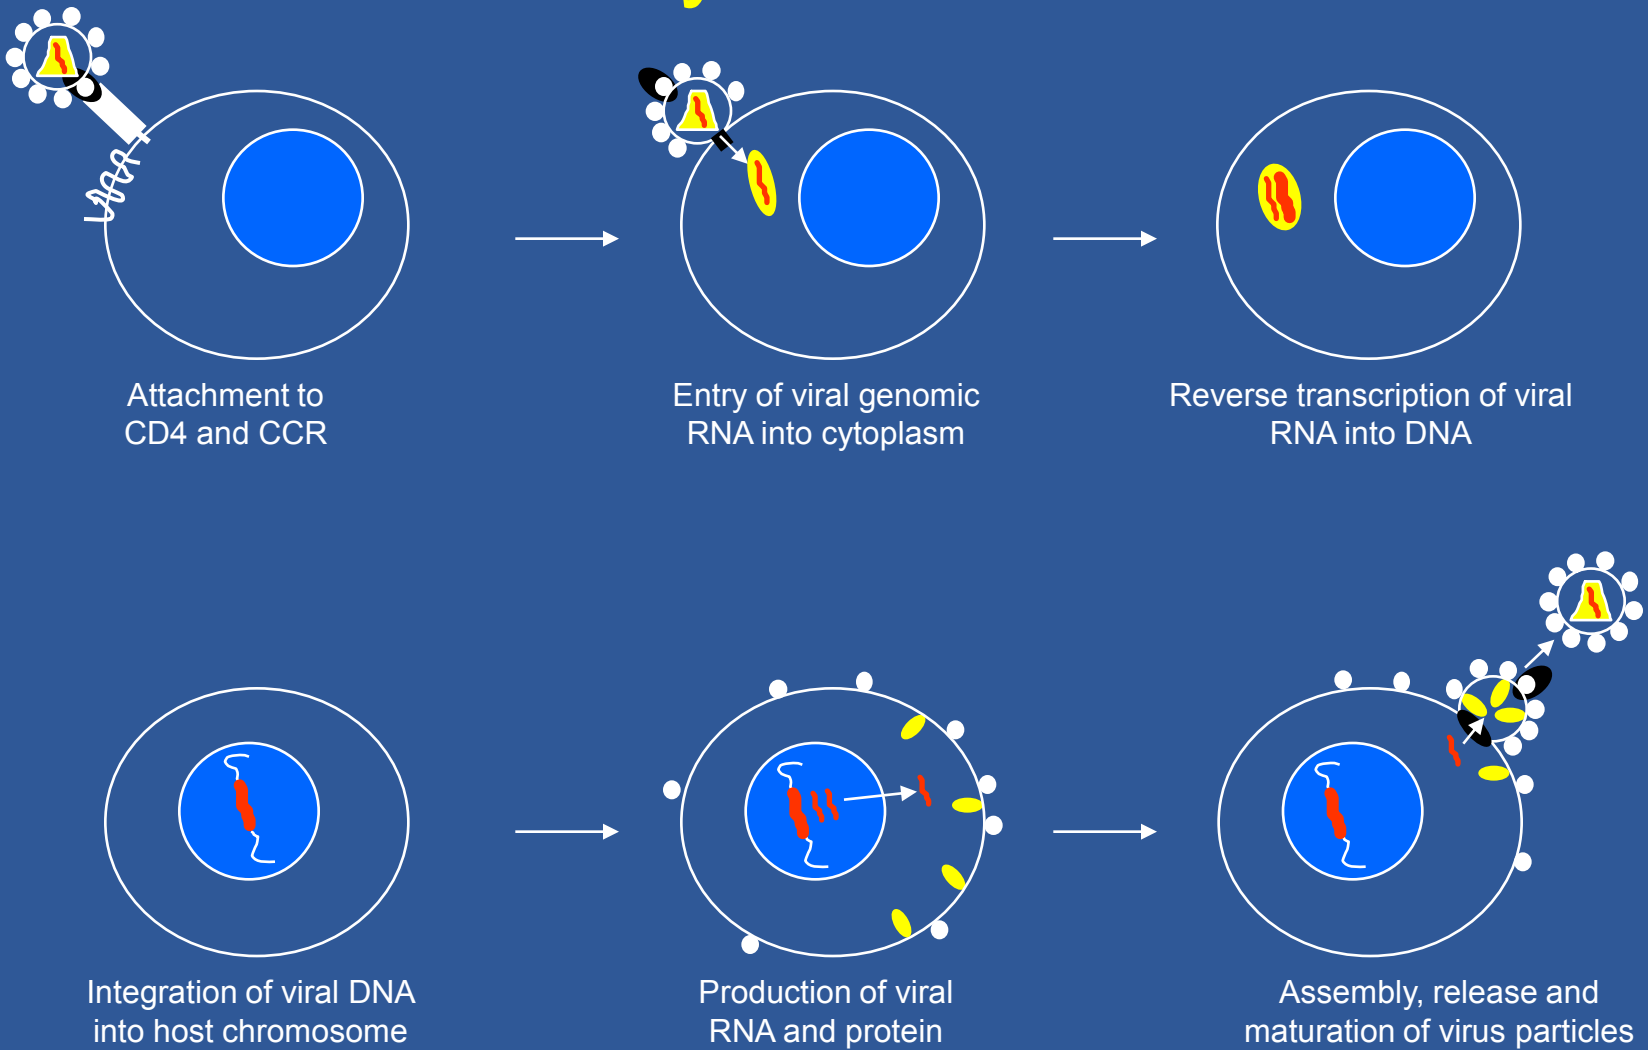 Attachment to
CD4 and CCR
Entry of viral genomic
RNA into cytoplasm
Reverse transcription of viral
RNA into DNA
Integration of viral DNA
into host chromosome
Production of viral
RNA and protein
Assembly, release and
maturation of virus particles